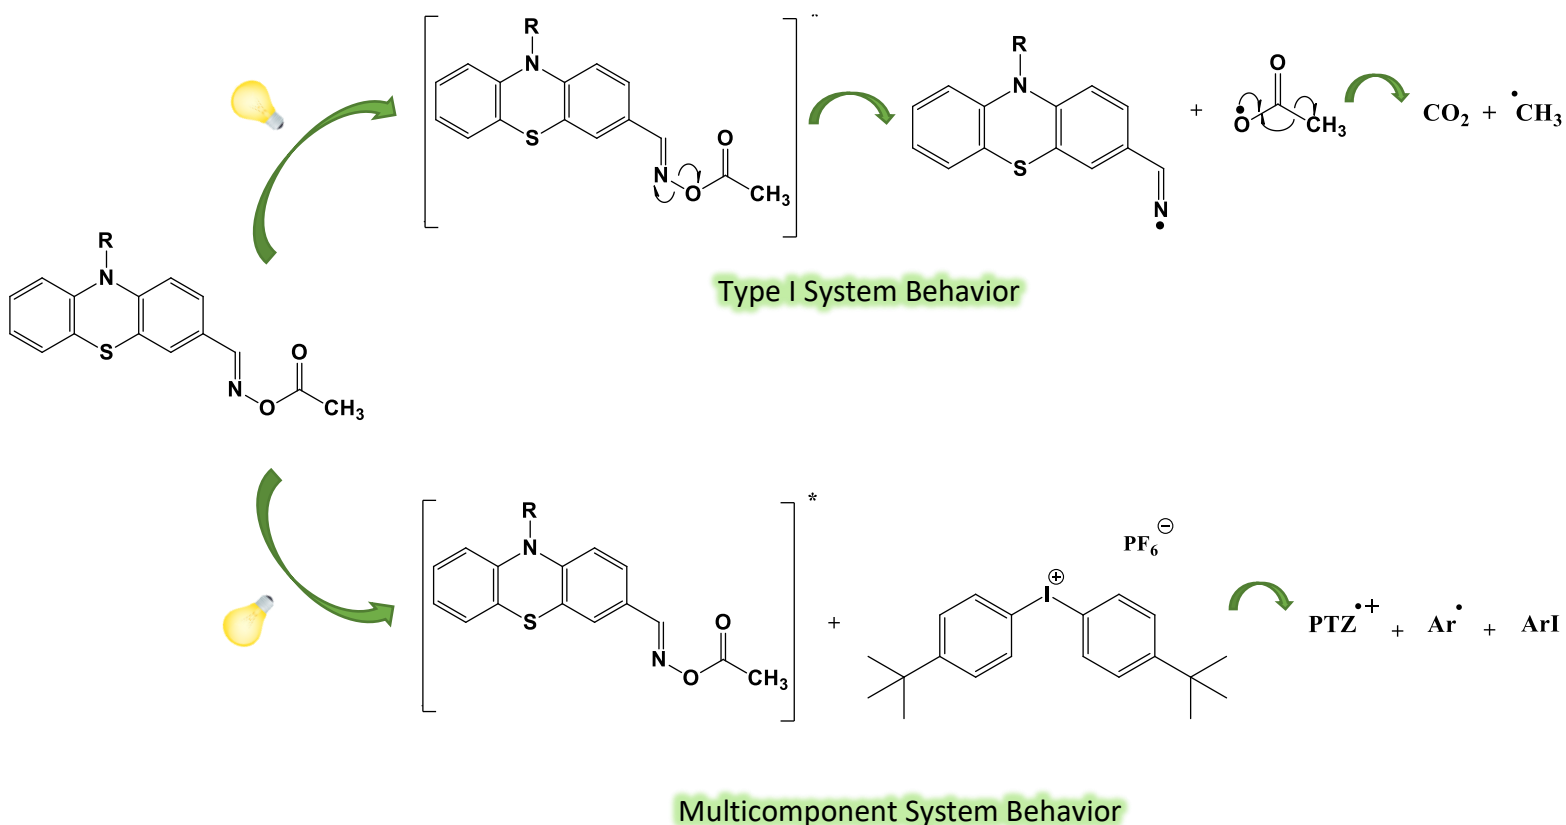 R
N
S
N
O
O
CH3
*
R
N
S
N
•
+
O
•O
CH3
CO2 + •CH3
Type I System Behavior
R
N
S
N
O
O
CH3
R
N
S
N
O
O
CH3
*
+
I⊕
PF6⊖
PTZ•+ + Ar• + ArI
Multicomponent System Behavior